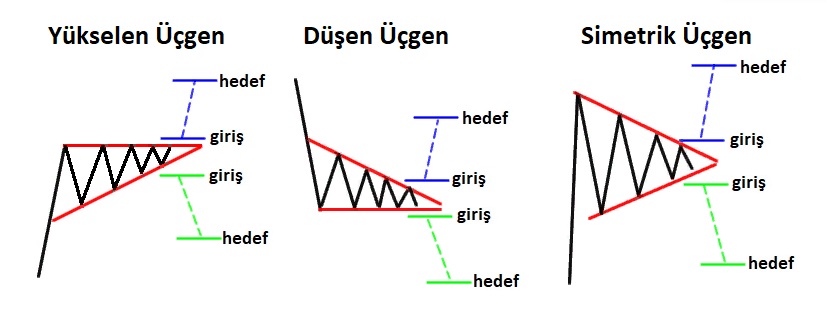 Yükselen Üçgen
hedef
giriş
giriş
hedef
Düşen Üçgen
hedef
giriş
giriş
hedef
Simetrik Üçgen
hedef
giriş
giriş
hedef